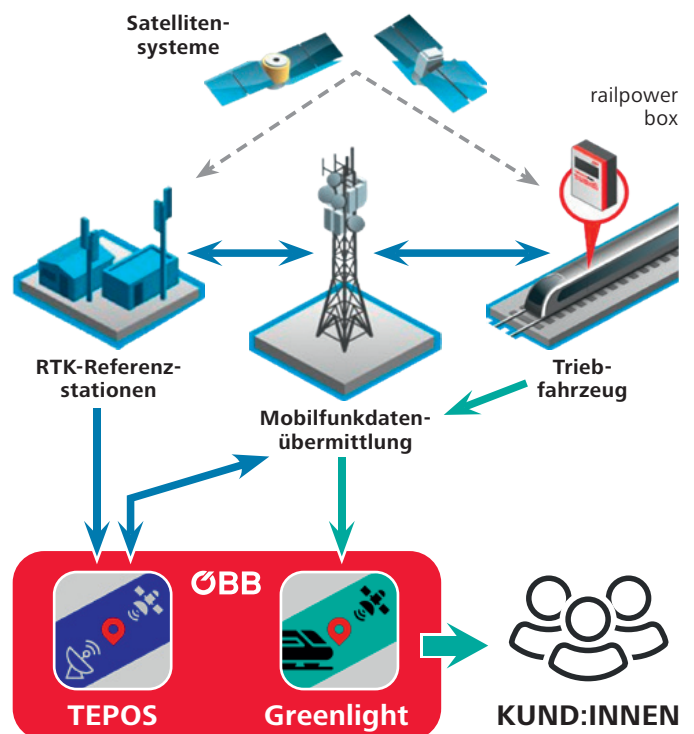 Satelliten-
systeme
railpower
box
RTK-Referenz-
stationen
Trieb-
fahrzeug
Mobilfunkdaten-
übermittlung
ÖBB
TEPOS
Greenlight
KUND:INNEN